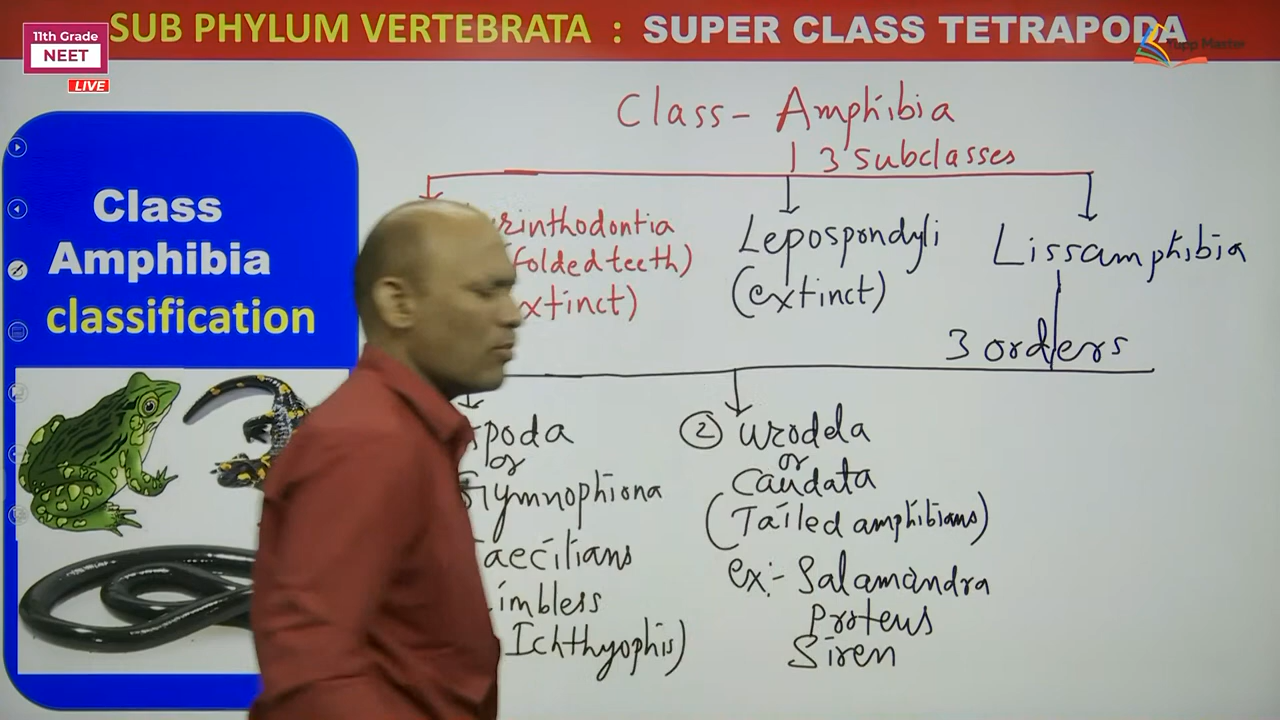 SUB PHYLUM VERTEBRATA : SUPER CLASS TETRAPODA
11th Grade
NEET
LIVE
Class - Amphibia
3 subclasses
rinthodontia
folded teeth)
xtinct)
Lepospondyli
(extinct)
Lissamphibia
3 orders
Class
Amphibia
classification
poda
or
Gymnophiona
aecilians
imbless
Ichthyophis)
② Urodela
or
Caudata
(Tailed amphibians)
ex:- Salamandra
Proteus
Siren